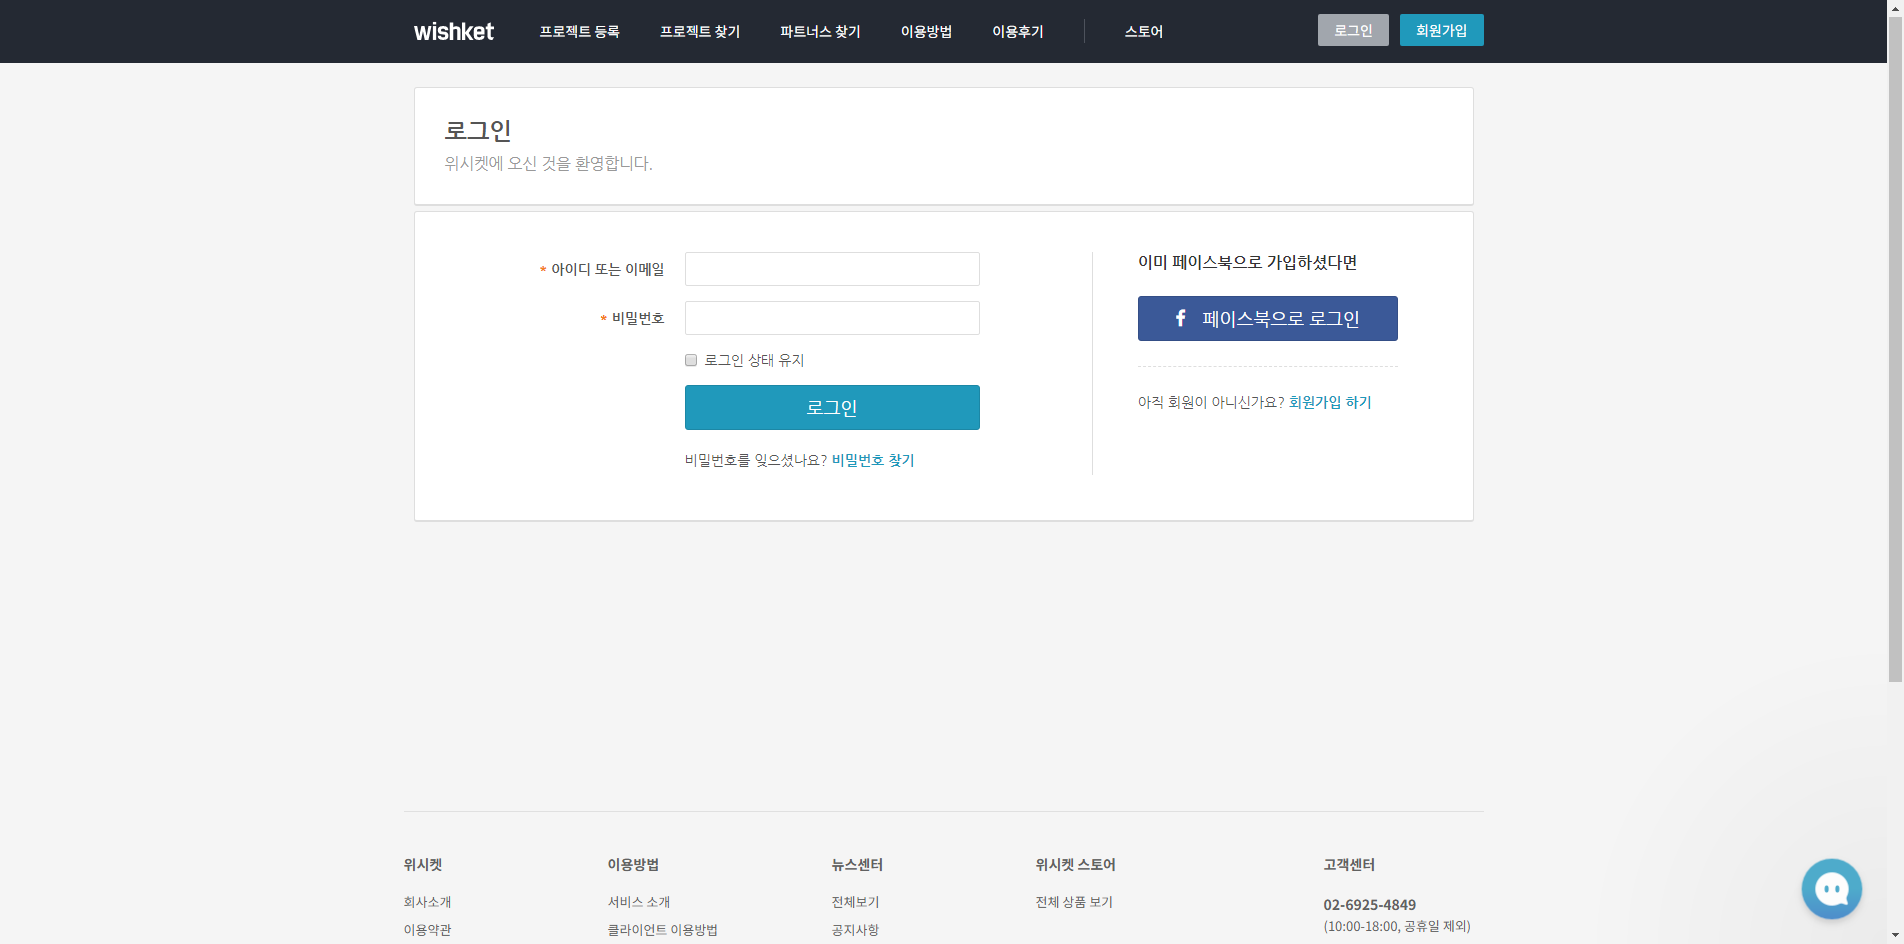 wishket 프로젝트 등록 프로젝트 찾기 파트너스 찾기 이용방법 이용후기 스토어 로그인 회원가입
로그인
위시켓에 오신 것을 환영합니다.
* 아이디 또는 이메일
* 비밀번호
로그인 상태 유지
로그인
비밀번호를 잊으셨나요? 비밀번호 찾기
이미 페이스북으로 가입하셨다면
f 페이스북으로 로그인
아직 회원이 아니신가요? 회원가입 하기
위시켓 이용방법 뉴스센터 위시켓 스토어 고객센터
회사소개 서비스 소개 전체보기 전체 상품 보기 02-6925-4849
이용약관 클라이언트 이용방법 공지사항 (10:00-18:00, 공휴일 제외)